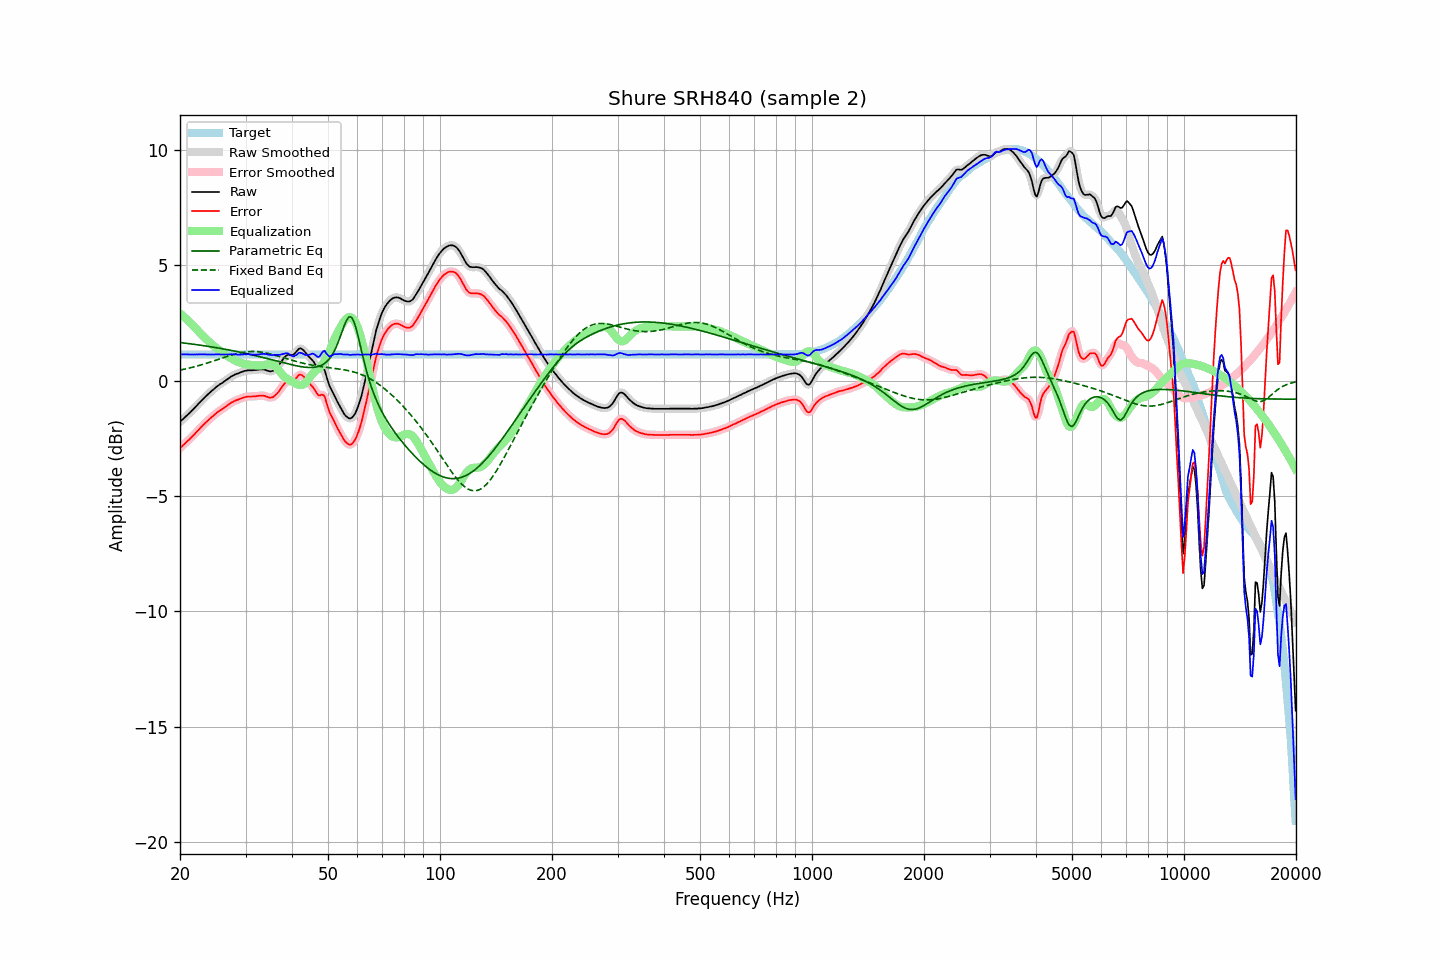 Shure SRH840 (sample 2)
Target
Raw Smoothed
Error Smoothed
Raw
Error
Equalization
Parametric Eq
Fixed Band Eq
Equalized
10
5
0
−5
−10
−15
−20
Amplitude (dBr)
20 50 100 200 500 1000 2000 5000 10000 20000
Frequency (Hz)